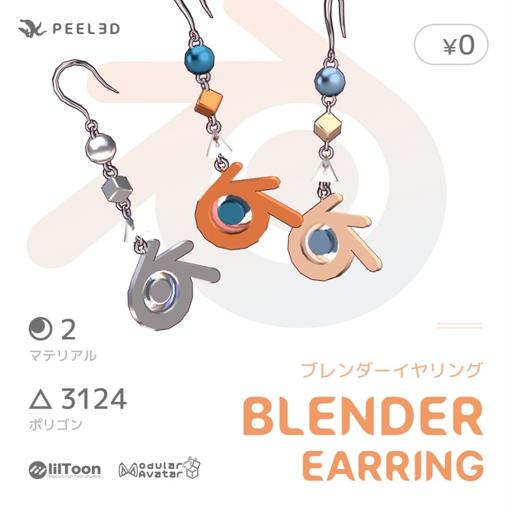 PEEL3D
¥0
2
マテリアル
3124
ポリゴン
lilToon
Modular Avatar
ブレンダーイヤリング
BLENDER
EARRING